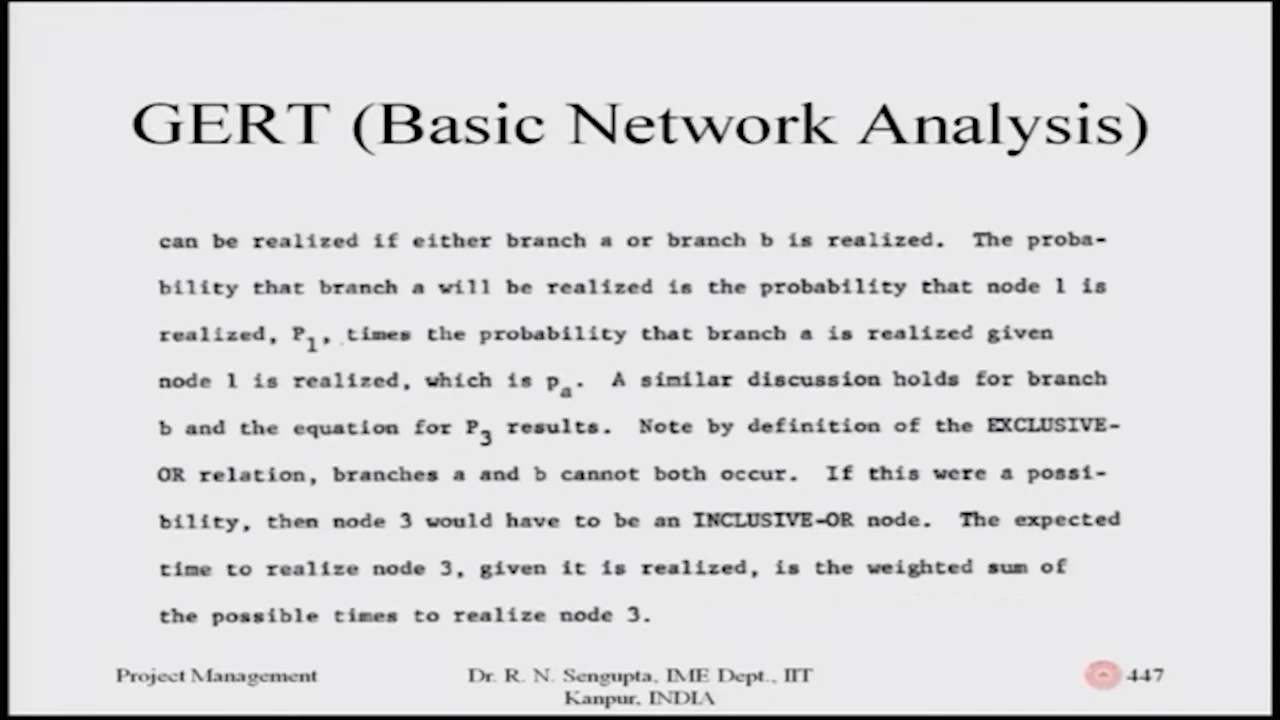 GERT (Basic Network Analysis)
can be realized if either branch a or branch b is realized. The proba-
bility that branch a will be realized is the probability that node 1 is
realized, P1, times the probability that branch a is realized given
node 1 is realized, which is pa. A similar discussion holds for branch
b and the equation for P3 results. Note by definition of the EXCLUSIVE-
OR relation, branches a and b cannot both occur. If this were a possi-
bility, then node 3 would have to be an INCLUSIVE-OR node. The expected
time to realize node 3, given it is realized, is the weighted sum of
the possible times to realize node 3.
Project Management
Dr. R. N. Sengupta, IME Dept., IIT
Kanpur, INDIA
447